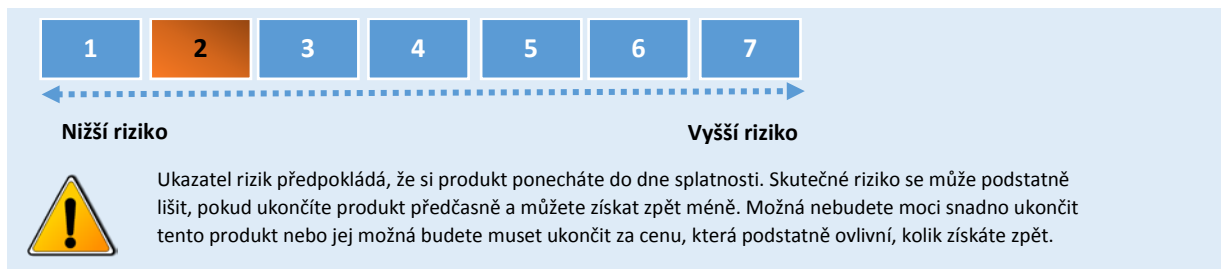 1 2 3 4 5 6 7
Nižší riziko Vyšší riziko
Ukazatel rizik předpokládá, že si produkt ponecháte do dne splatnosti. Skutečné riziko se může podstatně
lišit, pokud ukončíte produkt předčasně a můžete získat zpět méně. Možná nebudete moci snadno ukončit
tento produkt nebo jej možná budete muset ukončit za cenu, která podstatně ovlivní, kolik získáte zpět.